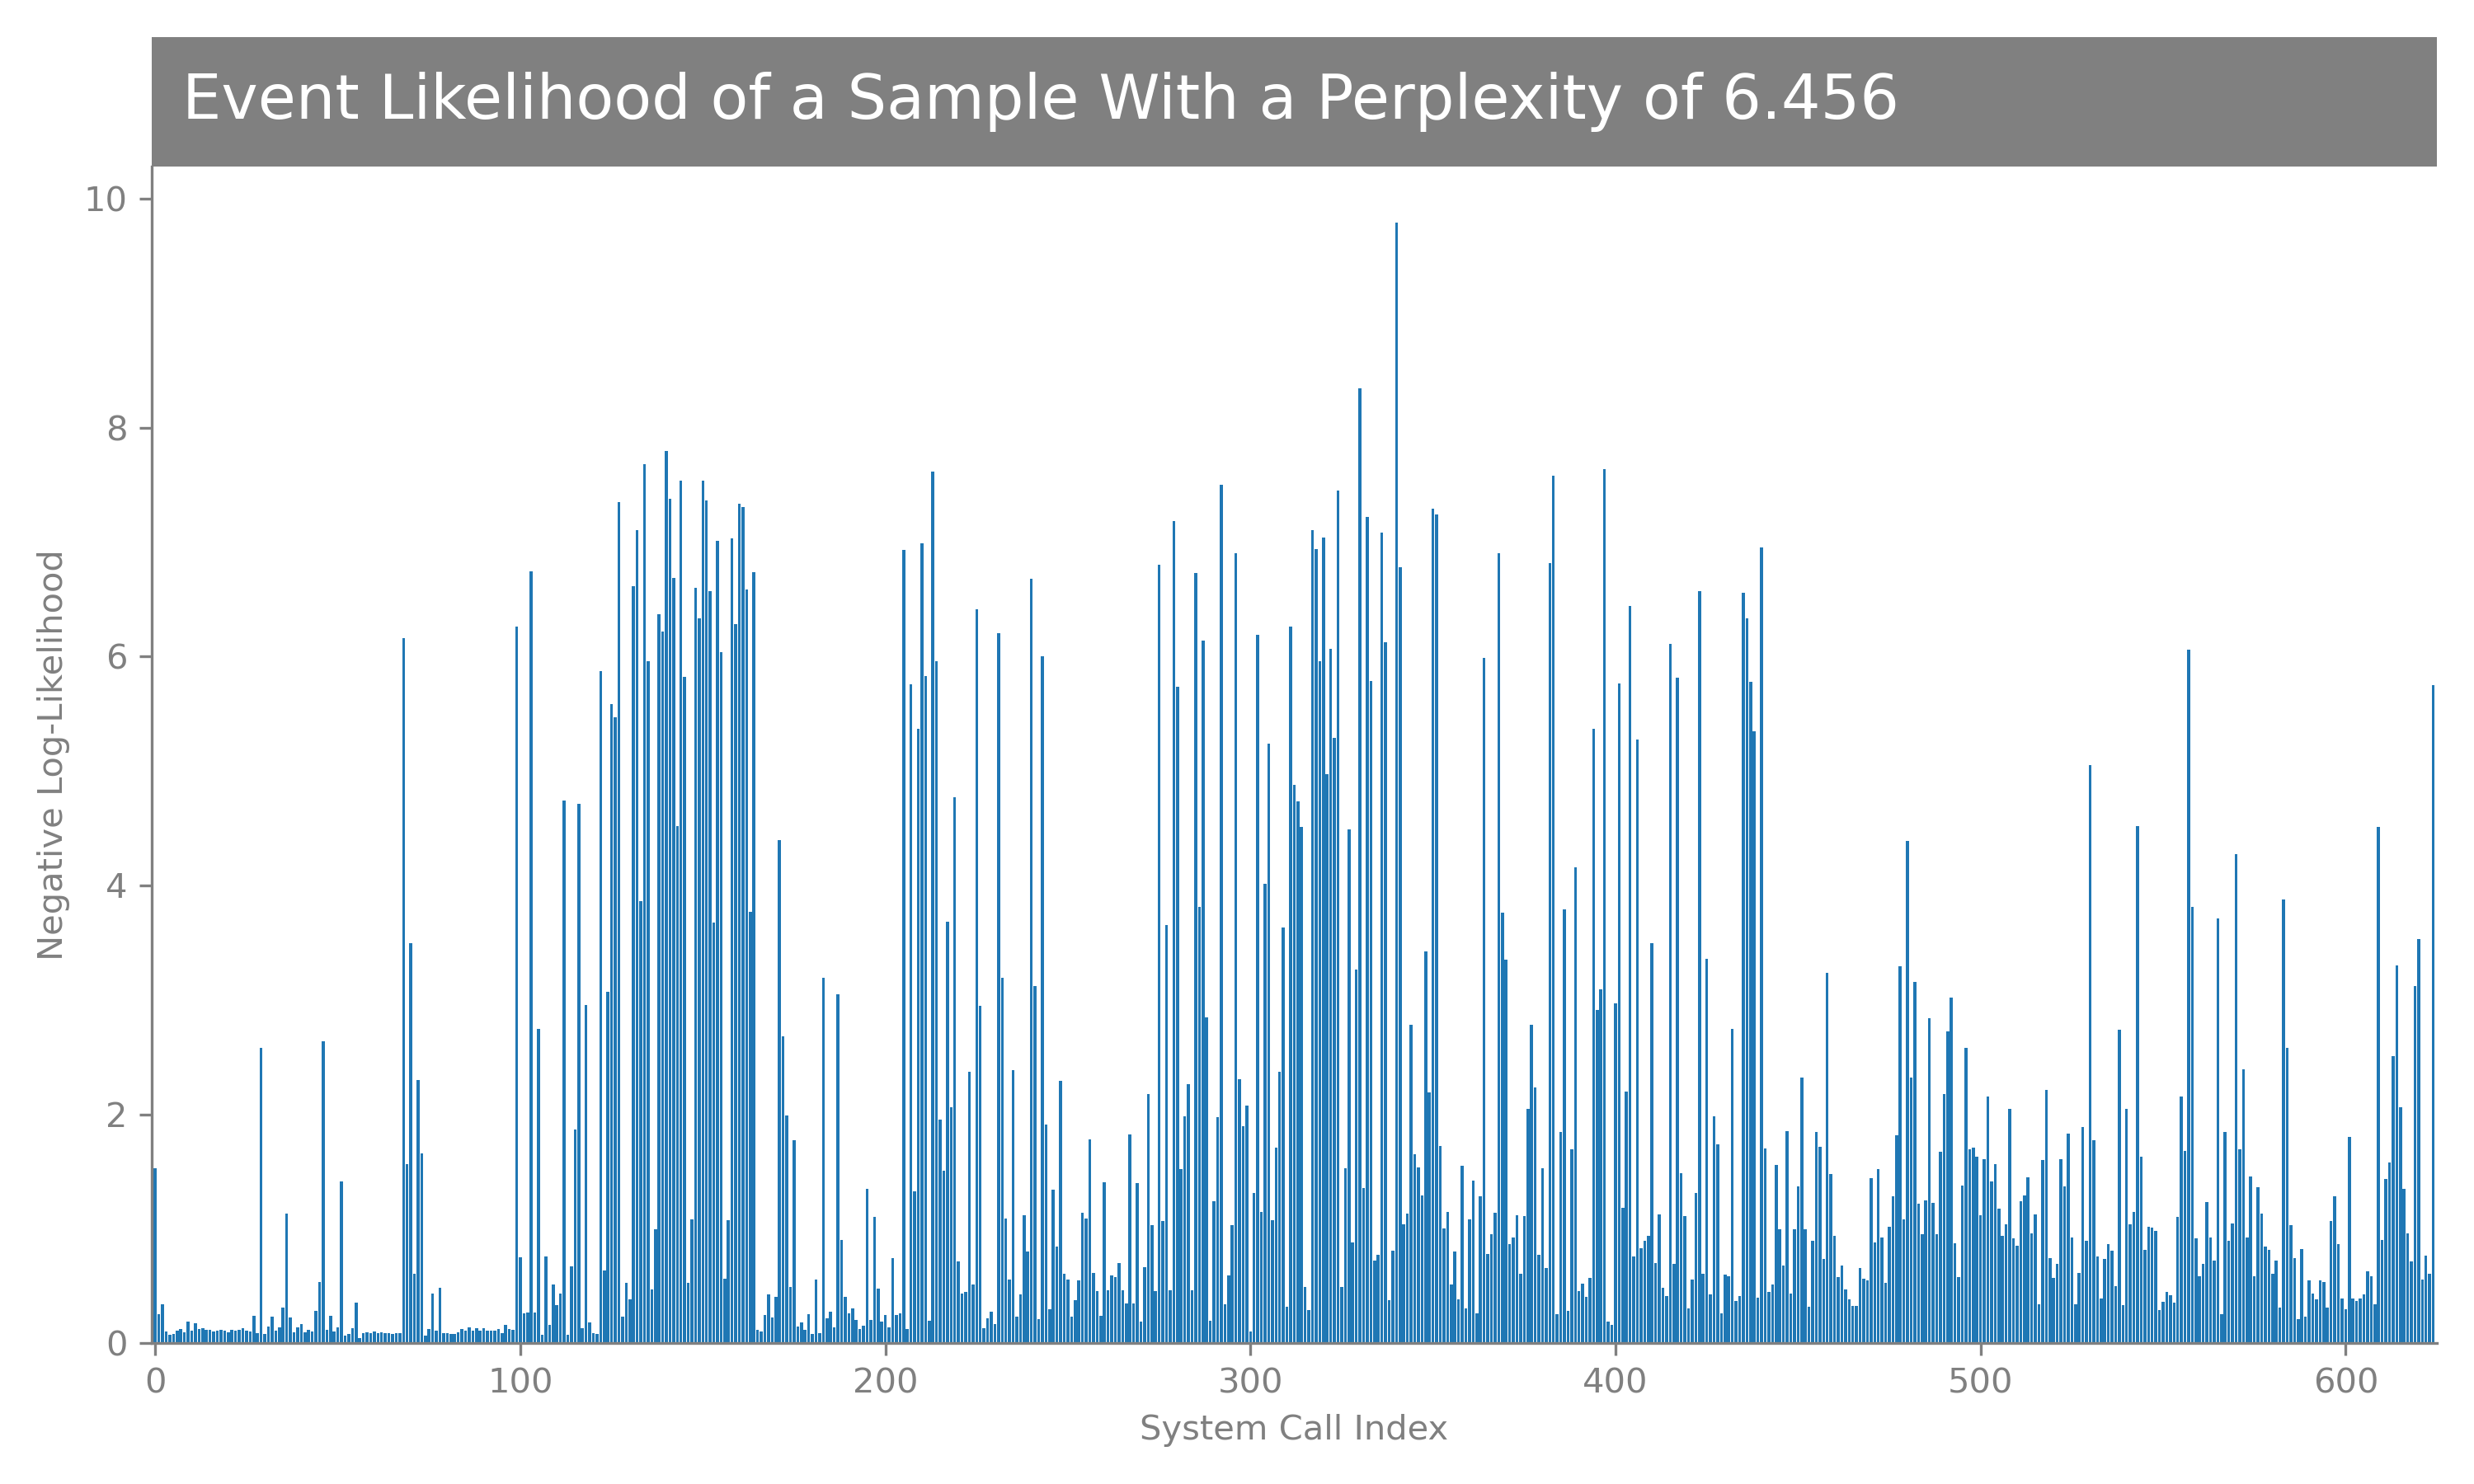 Event Likelihood of a Sample With a Perplexity of 6.456
10
8
6
4
2
0
Negative Log-Likelihood
0 100 200 300 400 500 600
System Call Index